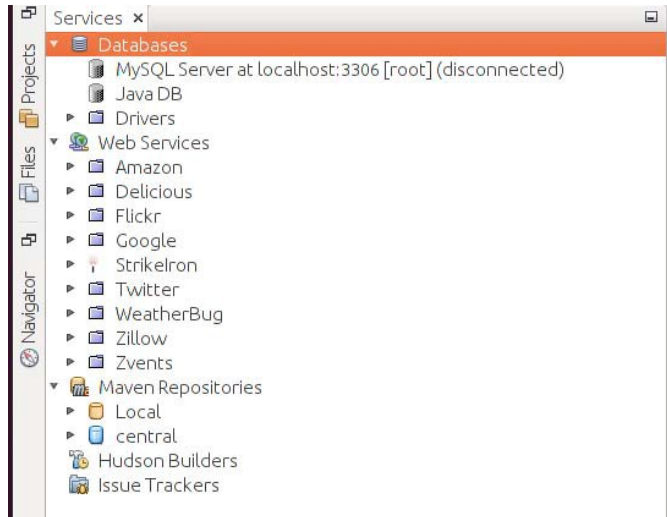 Services
Databases
MySQL Server at localhost:3306 [root] (disconnected)
Java DB
Drivers
Web Services
Amazon
Delicious
Flickr
Google
StrikeIron
Twitter
WeatherBug
Zillow
Zvents
Maven Repositories
Local
central
Hudson Builders
Issue Trackers
Projects
Files
Navigator